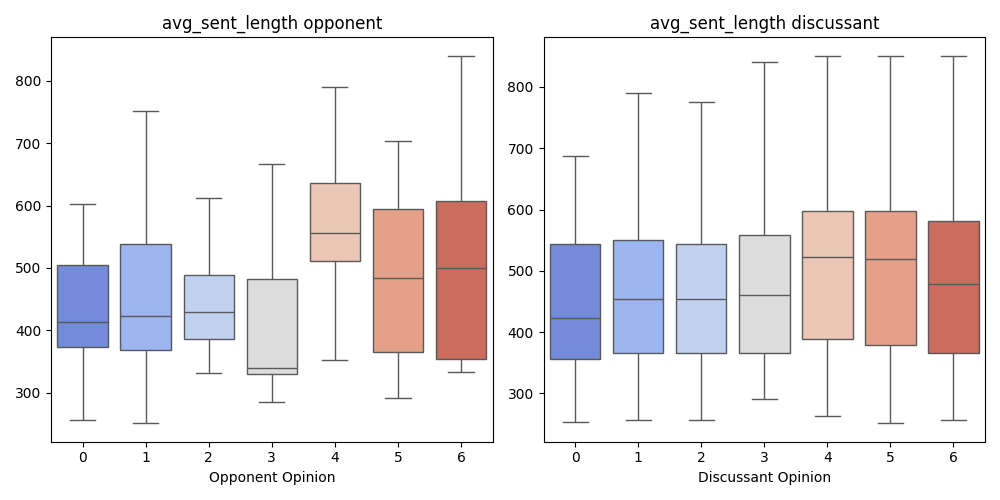 avg_sent_length opponent
800
700
600
500
400
300
0 1 2 3 4 5 6
Opponent Opinion
avg_sent_length discussant
800
700
600
500
400
300
0 1 2 3 4 5 6
Discussant Opinion